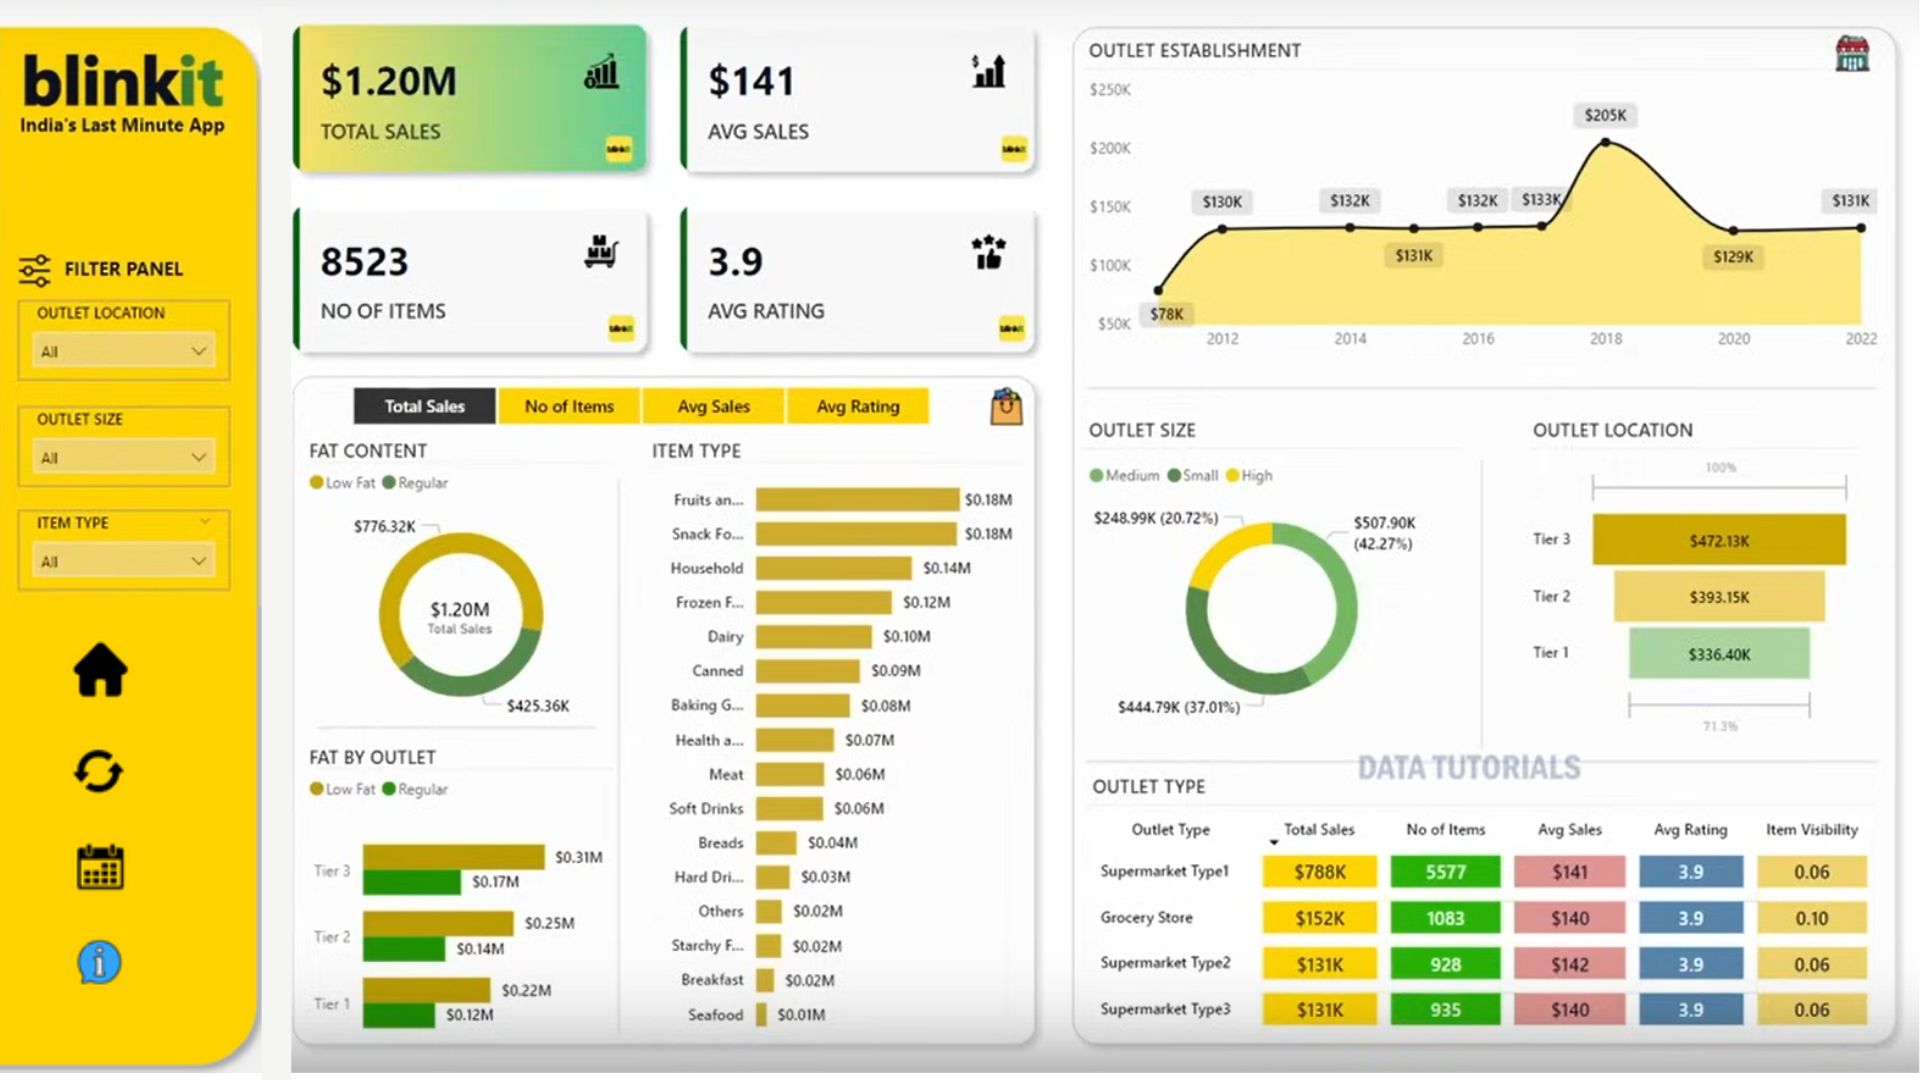 blinkit
India's Last Minute App
FILTER PANEL
OUTLET LOCATION
All
OUTLET SIZE
All
ITEM TYPE
All
$1.20M
TOTAL SALES
blinkit
$141
AVG SALES
blinkit
8523
NO OF ITEMS
blinkit
3.9
AVG RATING
blinkit
Total Sales No of Items Avg Sales Avg Rating
FAT CONTENT
Low Fat Regular
$776.32K
$1.20M
Total Sales
$425.36K
FAT BY OUTLET
Low Fat Regular
Tier 3 $0.31M
$0.17M
Tier 2 $0.25M
$0.14M
Tier 1 $0.22M
$0.12M
ITEM TYPE
Fruits an... $0.18M
Snack Fo... $0.18M
Household $0.14M
Frozen F... $0.12M
Dairy $0.10M
Canned $0.09M
Baking G... $0.08M
Health a... $0.07M
Meat $0.06M
Soft Drinks $0.06M
Breads $0.04M
Hard Dri... $0.03M
Others $0.02M
Starchy F... $0.02M
Breakfast $0.02M
Seafood $0.01M
OUTLET ESTABLISHMENT
$250K
$200K
$150K
$100K
$50K
$78K
$130K
$132K
$131K
$132K
$133K
$205K
$129K
$131K
2012 2014 2016 2018 2020 2022
OUTLET SIZE
Medium Small High
$248.99K (20.72%)
$507.90K
(42.27%)
$444.79K (37.01%)
OUTLET LOCATION
100%
Tier 3 $472.13K
Tier 2 $393.15K
Tier 1 $336.40K
71.3%
DATA TUTORIALS
OUTLET TYPE
Outlet Type Total Sales No of Items Avg Sales Avg Rating Item Visibility
Supermarket Type1 $788K 5577 $141 3.9 0.06
Grocery Store $152K 1083 $140 3.9 0.10
Supermarket Type2 $131K 928 $142 3.9 0.06
Supermarket Type3 $131K 935 $140 3.9 0.06